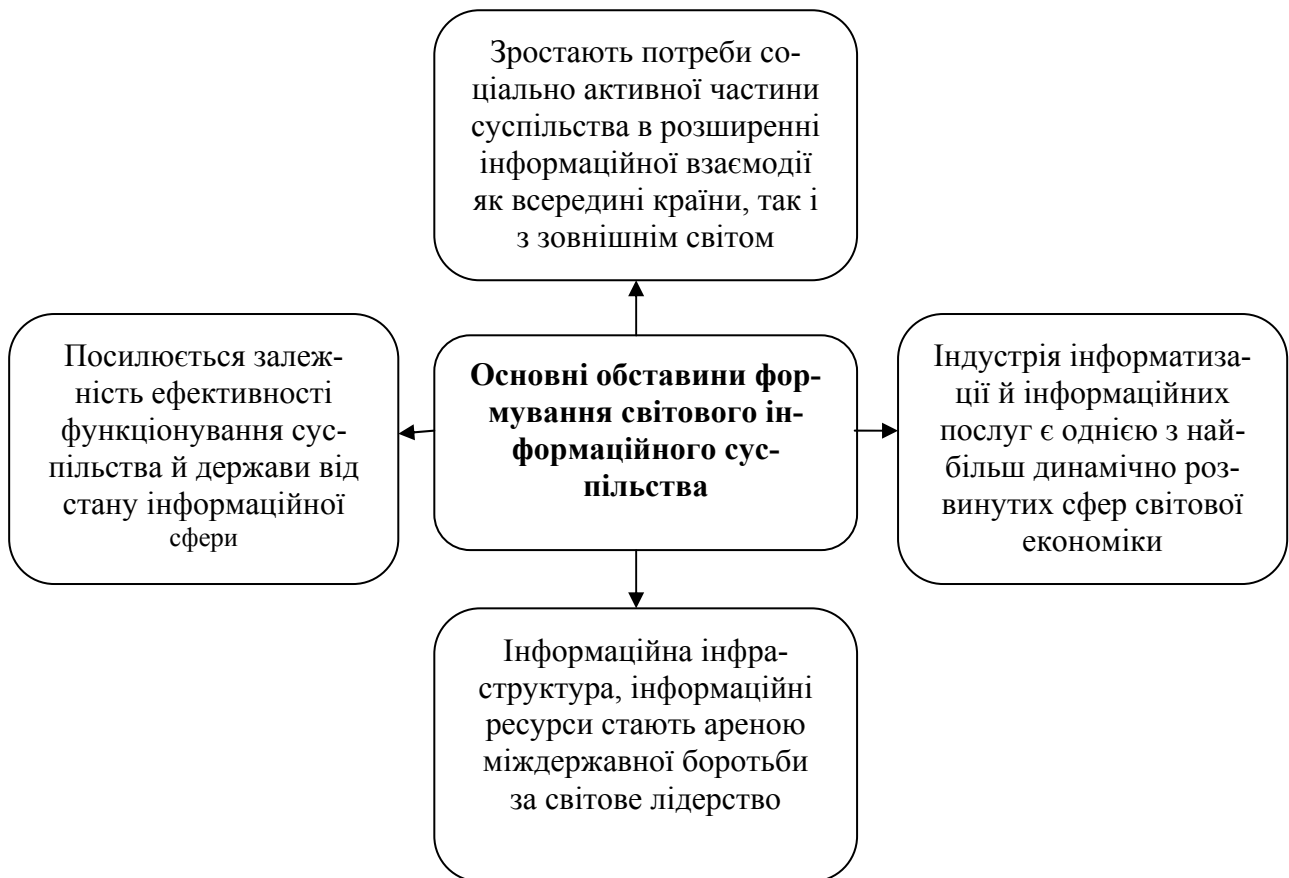 Зростають потреби со-
ціально активної частини
суспільства в розширенні
інформаційної взаємодії
як всередині країни, так і
з зовнішнім світом
Посилюється залеж-
ність ефективності
функціонування сус-
пільства й держави від
стану інформаційної
сфери
Основні обставини фор-
мування світового ін-
формаційного сус-
пільства
Індустрія інформатиза-
ції й інформаційних
послуг є однією з най-
більш динамічно роз-
винутих сфер світової
економіки
Інформаційна інфра-
структура, інформаційні
ресурси стають ареною
міждержавної боротьби
за світове лідерство